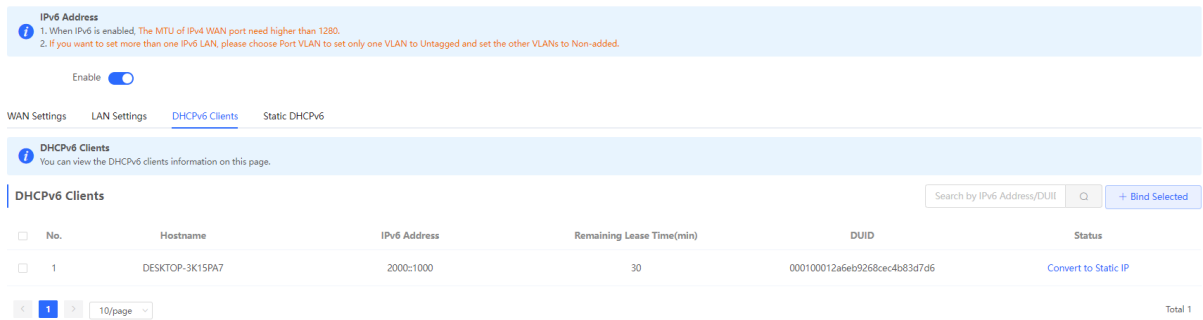 IPv6 Address
1. When IPv6 is enabled, The MTU of IPv4 WAN port need higher than 1280.
2. If you want to set more than one IPv6 LAN, please choose Port VLAN to set only one VLAN to Untagged and set the other VLANs to Non-added.
Enable
WAN Settings LAN Settings DHCPv6 Clients Static DHCPv6
DHCPv6 Clients
You can view the DHCPv6 clients information on this page.
DHCPv6 Clients Search by IPv6 Address/DUI + Bind Selected
No. Hostname IPv6 Address Remaining Lease Time(min) DUID Status
1 DESKTOP-3K15PA7 2000::1000 30 000100012a6eb9268cec4b83d7d6 Convert to Static IP
< 1 > 10/page Total 1